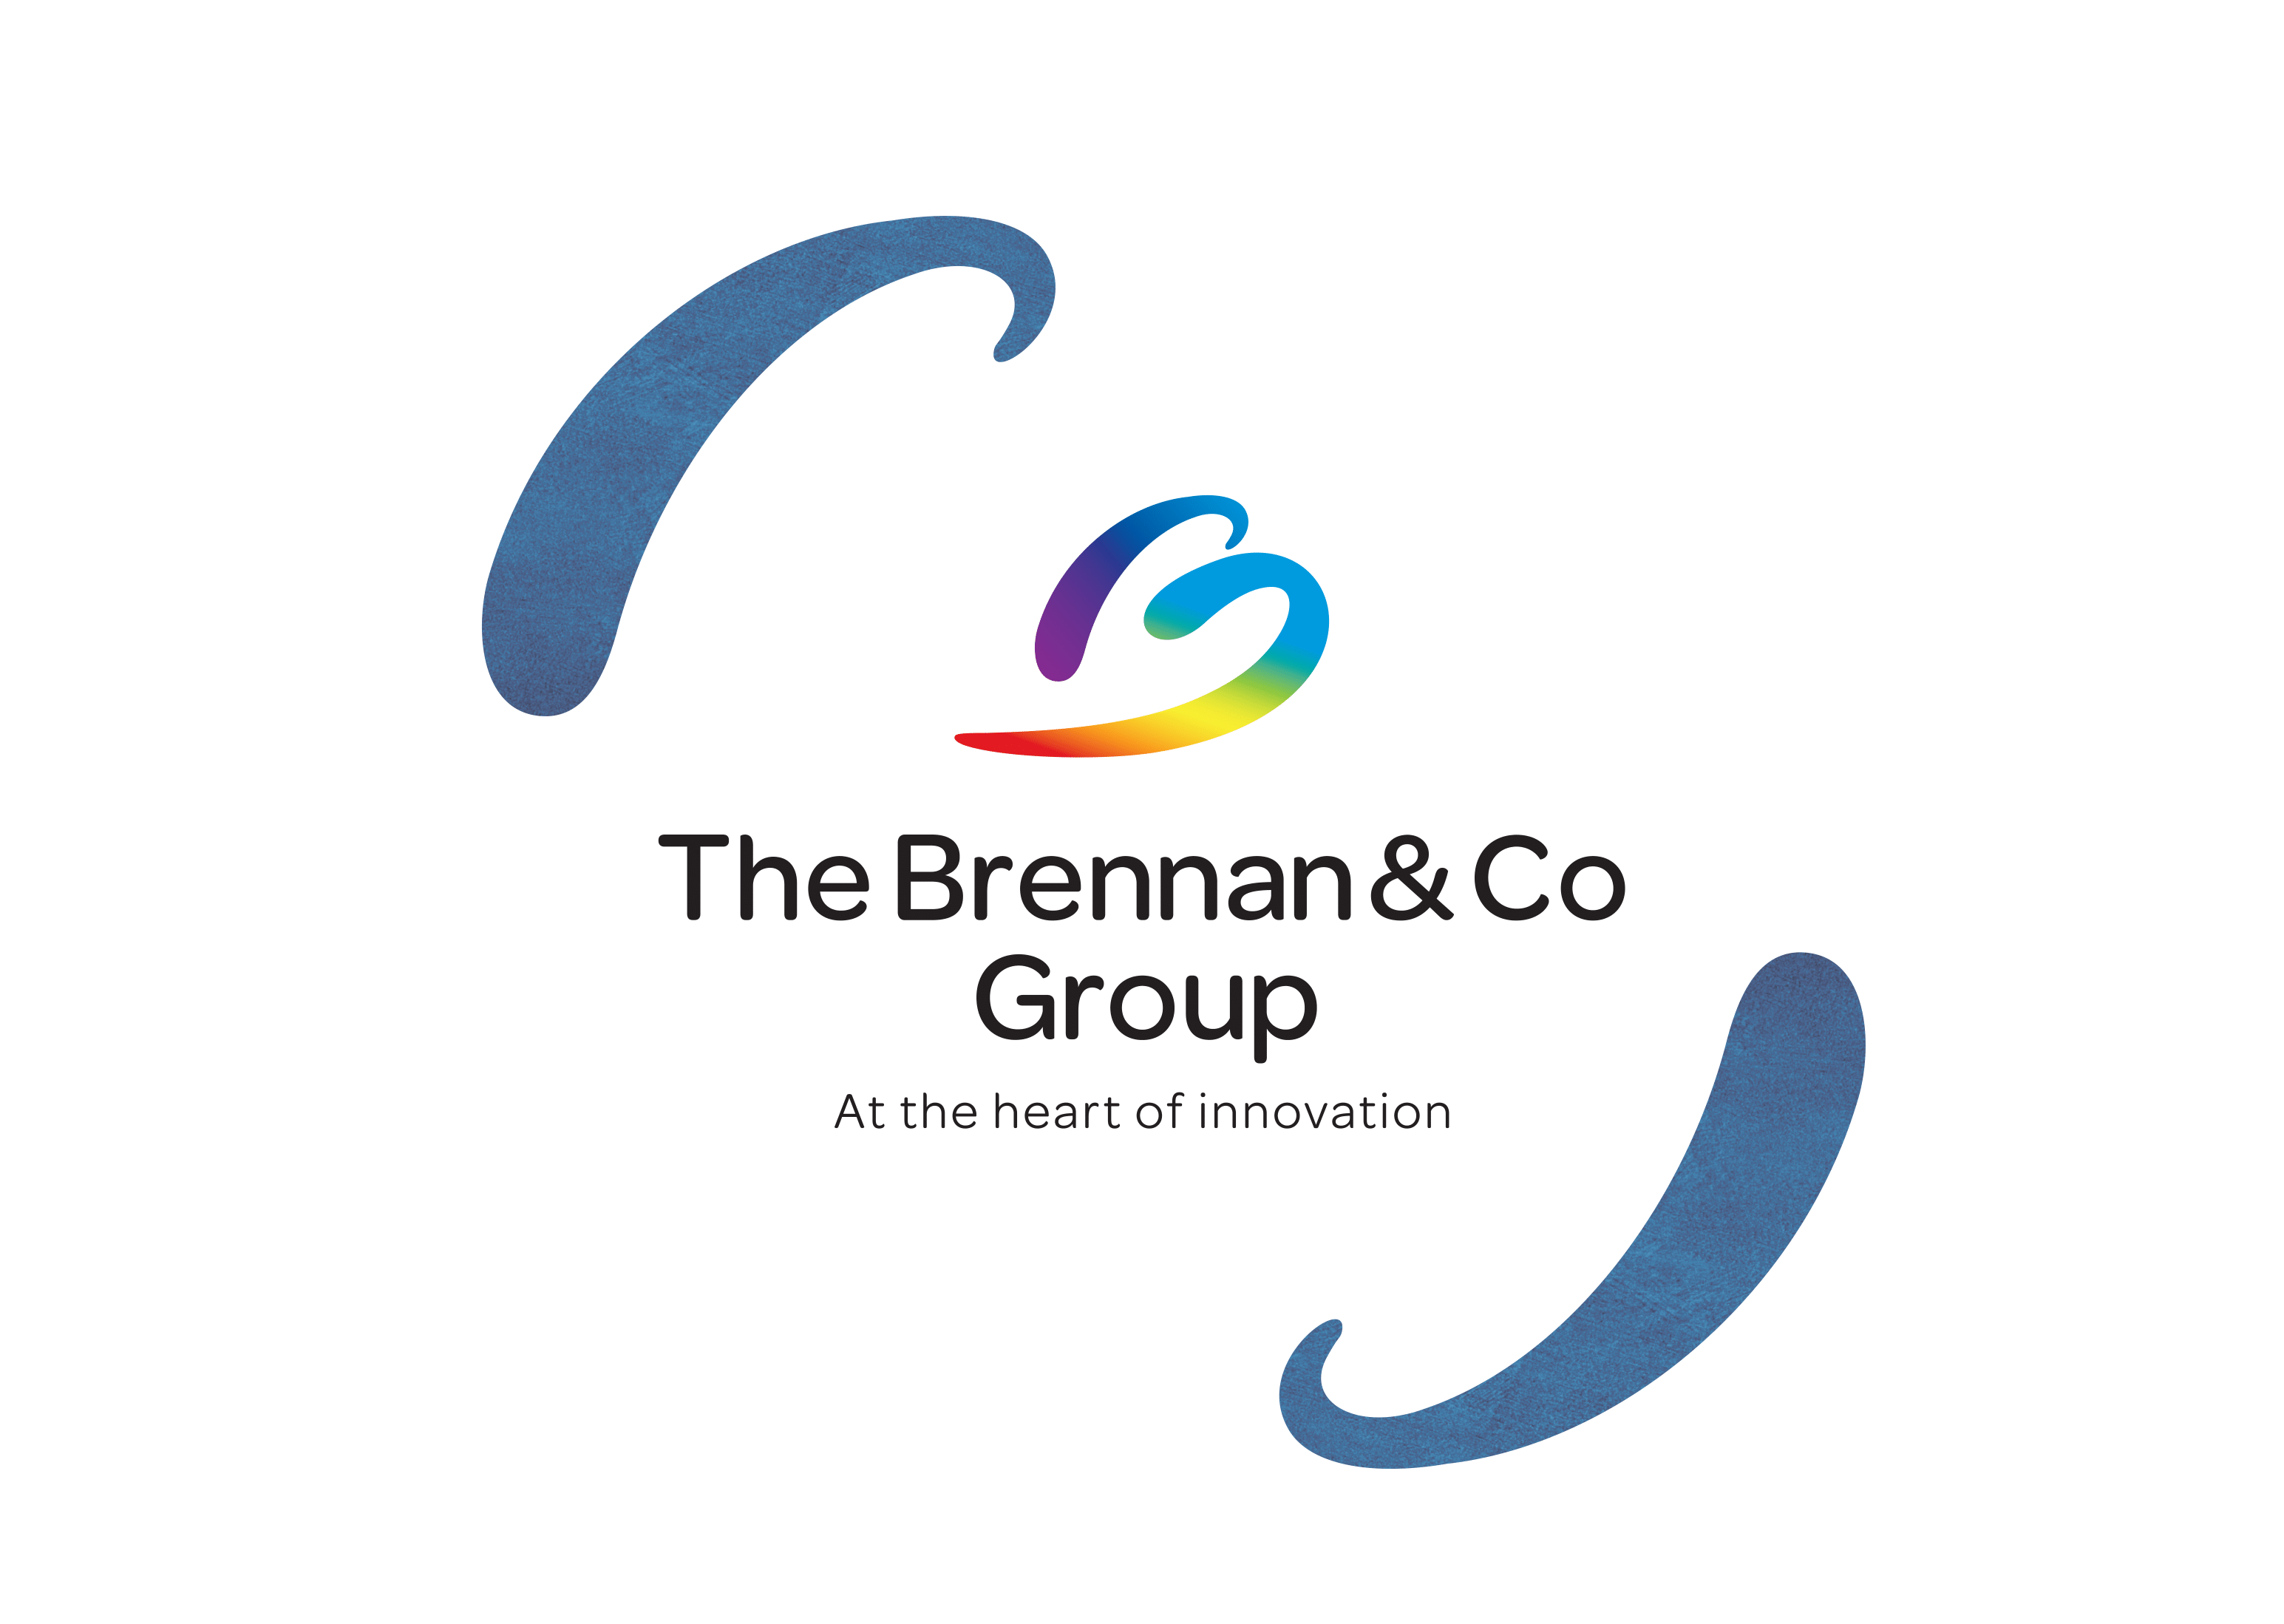 The Brennan & Co
Group
At the heart of innovation